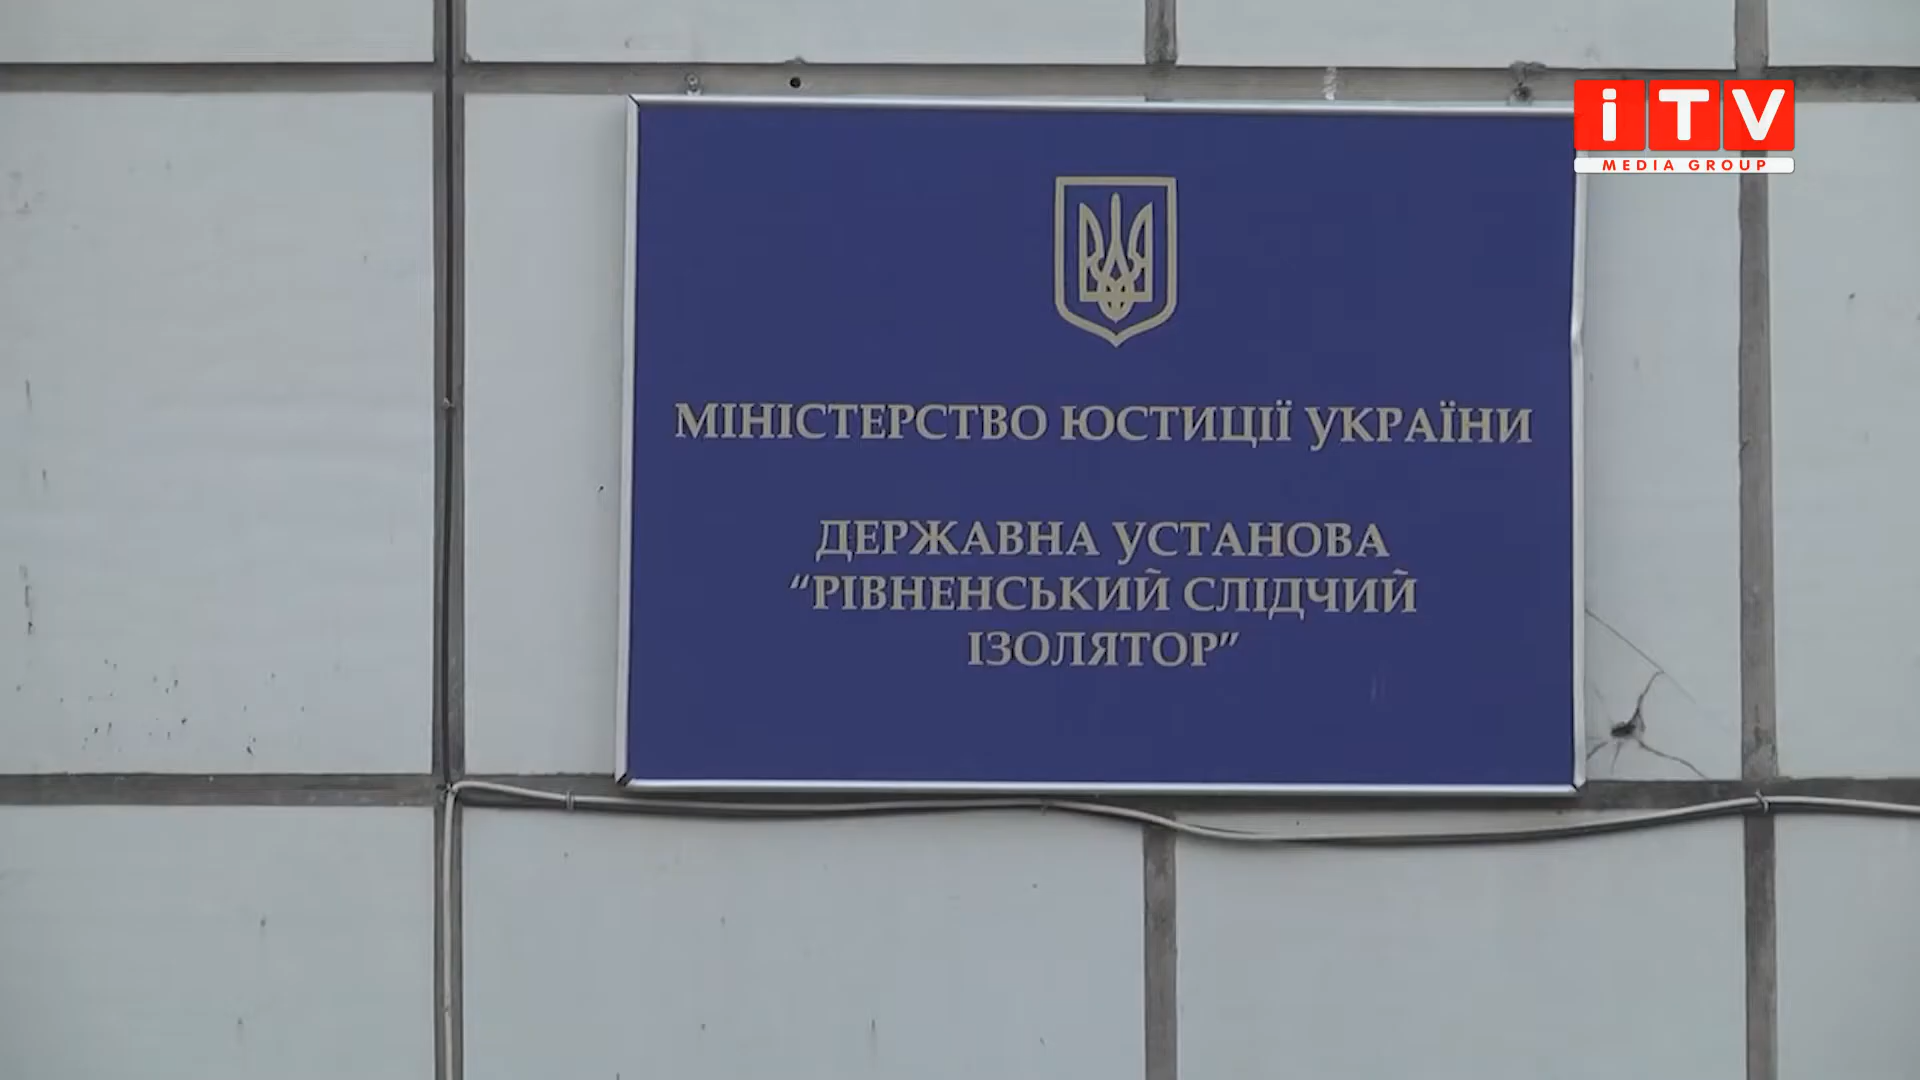 iTV
MEDIA GROUP
МІНІСТЕРСТВО ЮСТИЦІЇ УКРАЇНИ
ДЕРЖАВНА УСТАНОВА
“РІВНЕНСЬКИЙ СЛІДЧИЙ
ІЗОЛЯТОР”